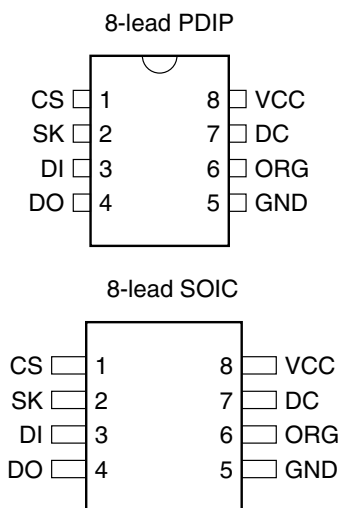 8-lead PDIP
CS 1 8 VCC
SK 2 7 DC
DI 3 6 ORG
DO 4 5 GND
8-lead SOIC
CS 1 8 VCC
SK 2 7 DC
DI 3 6 ORG
DO 4 5 GND